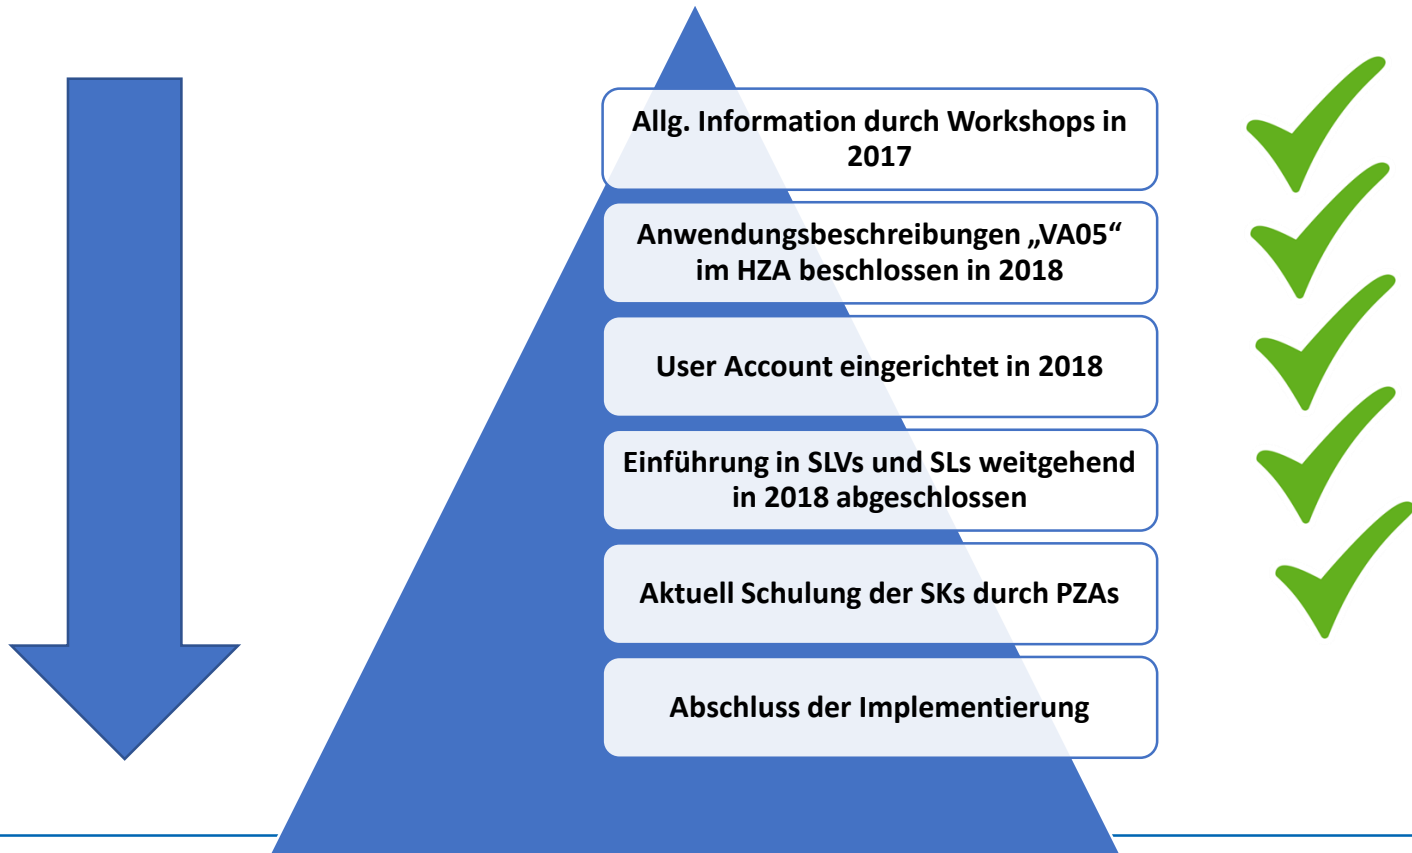 Allg. Information durch Workshops in
2017
Anwendungsbeschreibungen „VA05“
im HZA beschlossen in 2018
User Account eingerichtet in 2018
Einführung in SLVs und SLs weitgehend
in 2018 abgeschlossen
Aktuell Schulung der SKs durch PZAs
Abschluss der Implementierung